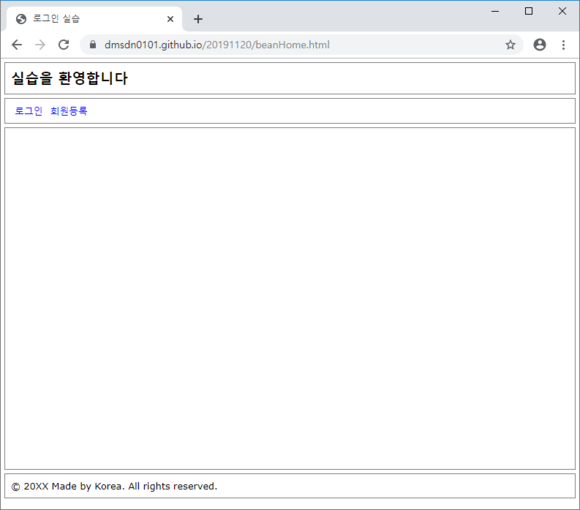 로그인 실습
dmsdn0101.github.io/20191120/beanHome.html
실습을 환영합니다
로그인 회원등록
© 20XX Made by Korea. All rights reserved.